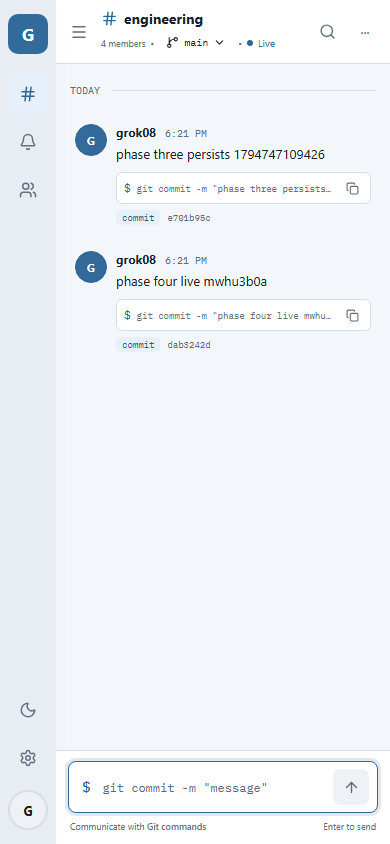 G
# engineering
4 members • main • Live
TODAY
G
grok08 6:21 PM
phase three persists 1794747109426
$ git commit -m "phase three persists…
commit e701b95c
G
grok08 6:21 PM
phase four live mwhu3b0a
$ git commit -m "phase four live mwhu…
commit dab3242d
G
$ git commit -m "message"
Communicate with Git commands Enter to send